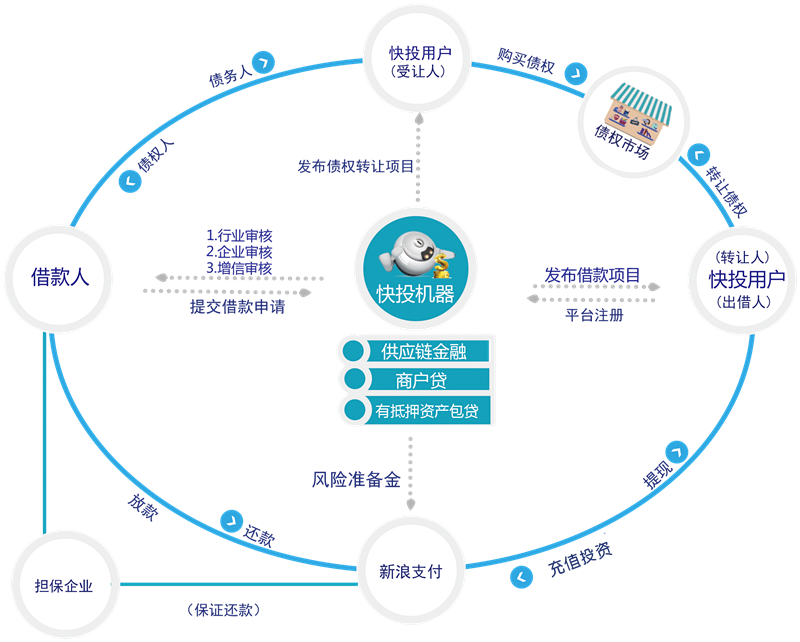 快投用户
（受让人）
购买债权
债务人
债权市场
债权人
发布债权转让项目
转让债权
1.行业审核
2.企业审核
3.增信审核
借款人
提交借款申请
快投机器
发布借款项目
平台注册
（转让人）
快投用户
（出借人）
供应链金融
商户贷
有抵押资产包贷
风险准备金
提现
放款
还款
充值投资
新浪支付
担保企业
（保证还款）